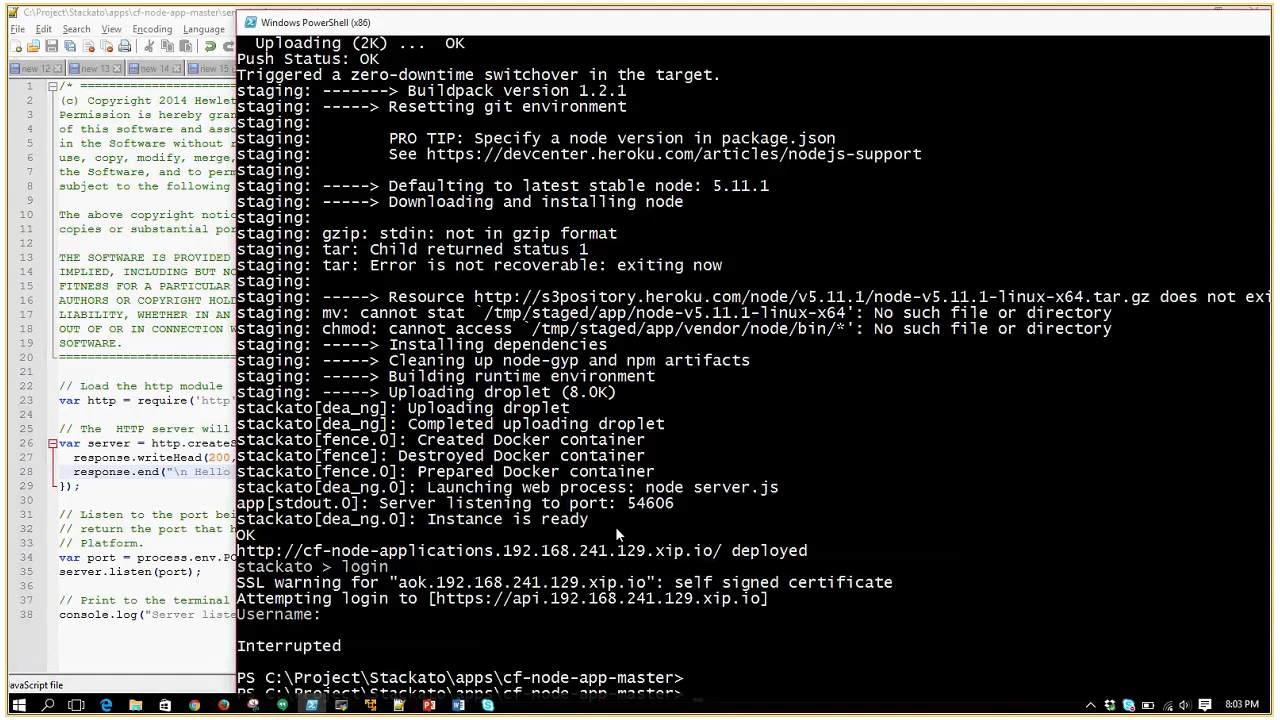 C:\Project\Stackato\apps\cf-node-app-master\server
Windows PowerShell (x86)
File Edit Search View Encoding Language
new 12 new 13 new 14 new 15
1 /* 
2 (c) Copyright 2014 Hewlet
3 Permission is hereby gran
4 of this software and asso
5 in the Software without r
6 use, copy, modify, merge,
7 the Software, and to perm
8 subject to the following
9
10 The above copyright notic
11 copies or substantial por
12
13 THE SOFTWARE IS PROVIDED
14 IMPLIED, INCLUDING BUT NO
15 FITNESS FOR A PARTICULAR
16 AUTHORS OR COPYRIGHT HOLD
17 LIABILITY, WHETHER IN AN
18 OUT OF OR IN CONNECTION W
19 SOFTWARE.
20
21
22 // Load the http module
23 var http = require('http'
24
25 // The HTTP server will
26 var server = http.createS
27 response.writeHead(200,
28 response.end("\n Hello
29 });
30
31 // Listen to the port bei
32 // return the port that h
33 // Platform.
34 var port = process.env.PO
35 server.listen(port);
36
37 // Print to the terminal
38 console.log("Server liste
avaScript file
Uploading (2K) ... OK
Push Status: OK
Triggered a zero-downtime switchover in the target.
staging: -------> Buildpack version 1.2.1
staging: -----> Resetting git environment
staging:
staging: PRO TIP: Specify a node version in package.json
staging: See https://devcenter.heroku.com/articles/nodejs-support
staging:
staging: -----> Defaulting to latest stable node: 5.11.1
staging: -----> Downloading and installing node
staging:
staging: gzip: stdin: not in gzip format
staging: tar: Child returned status 1
staging: tar: Error is not recoverable: exiting now
staging:
staging: -----> Resource http://s3pository.heroku.com/node/v5.11.1/node-v5.11.1-linux-x64.tar.gz does not exi
staging: mv: cannot stat `/tmp/staged/app/node-v5.11.1-linux-x64': No such file or directory
staging: chmod: cannot access `/tmp/staged/app/vendor/node/bin/*': No such file or directory
staging: -----> Installing dependencies
staging: -----> Cleaning up node-gyp and npm artifacts
staging: -----> Building runtime environment
staging: -----> Uploading droplet (8.0K)
stackato[dea_ng]: Uploading droplet
stackato[dea_ng]: Completed uploading droplet
stackato[fence.0]: Created Docker container
stackato[fence]: Destroyed Docker container
stackato[fence.0]: Prepared Docker container
stackato[dea_ng.0]: Launching web process: node server.js
app[stdout.0]: Server listening to port: 54606
stackato[dea_ng.0]: Instance is ready
OK
http://cf-node-applications.192.168.241.129.xip.io/ deployed
stackato > login
SSL warning for "aok.192.168.241.129.xip.io": self signed certificate
Attempting login to [https://api.192.168.241.129.xip.io]
Username:
Interrupted
PS C:\Project\Stackato\apps\cf-node-app-master>
PS C:\Project\Stackato\apps\cf-node-app-master>
8:03 PM